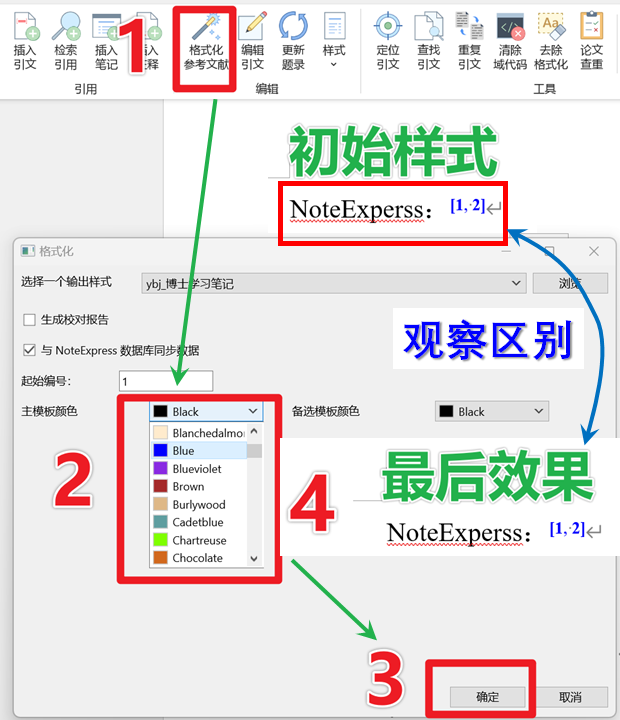 插入
引文
检索
引用
插入
笔记
插入
注释
格式化
参考文献
编辑
引文
更新
题录
样式
定位
引文
查找
引文
重复
引文
清除
域代码
去除
格式化
论文
查重
引用
编辑
工具
1
初始样式
NoteExperss：[1, 2]↵
格式化
选择一个输出样式
ybj_博士学习笔记
浏览
生成校对报告
与 NoteExpress 数据库同步数据
起始编号：
1
观察区别
主模板颜色
Black
备选模板颜色
Black
Blanchedalmo
Blue
Blueviolet
Brown
Burlywood
Cadetblue
Chartreuse
Chocolate
2
4
最后效果
NoteExperss：[1, 2]↵
3
确定
取消